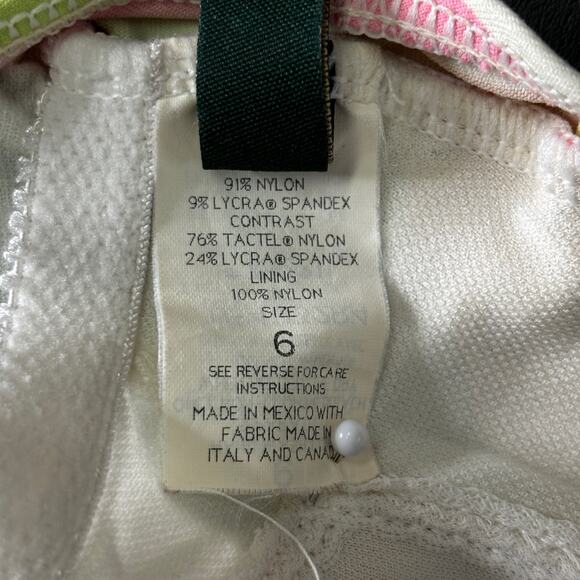 91% NYLON
9% LYCRA® SPANDEX
CONTRAST
76% TACTEL® NYLON
24% LYCRA® SPANDEX
LINING
100% NYLON
SIZE
6
SEE REVERSE FOR CARE
INSTRUCTIONS
MADE IN MEXICO WITH
FABRIC MADE IN
ITALY AND CANADA